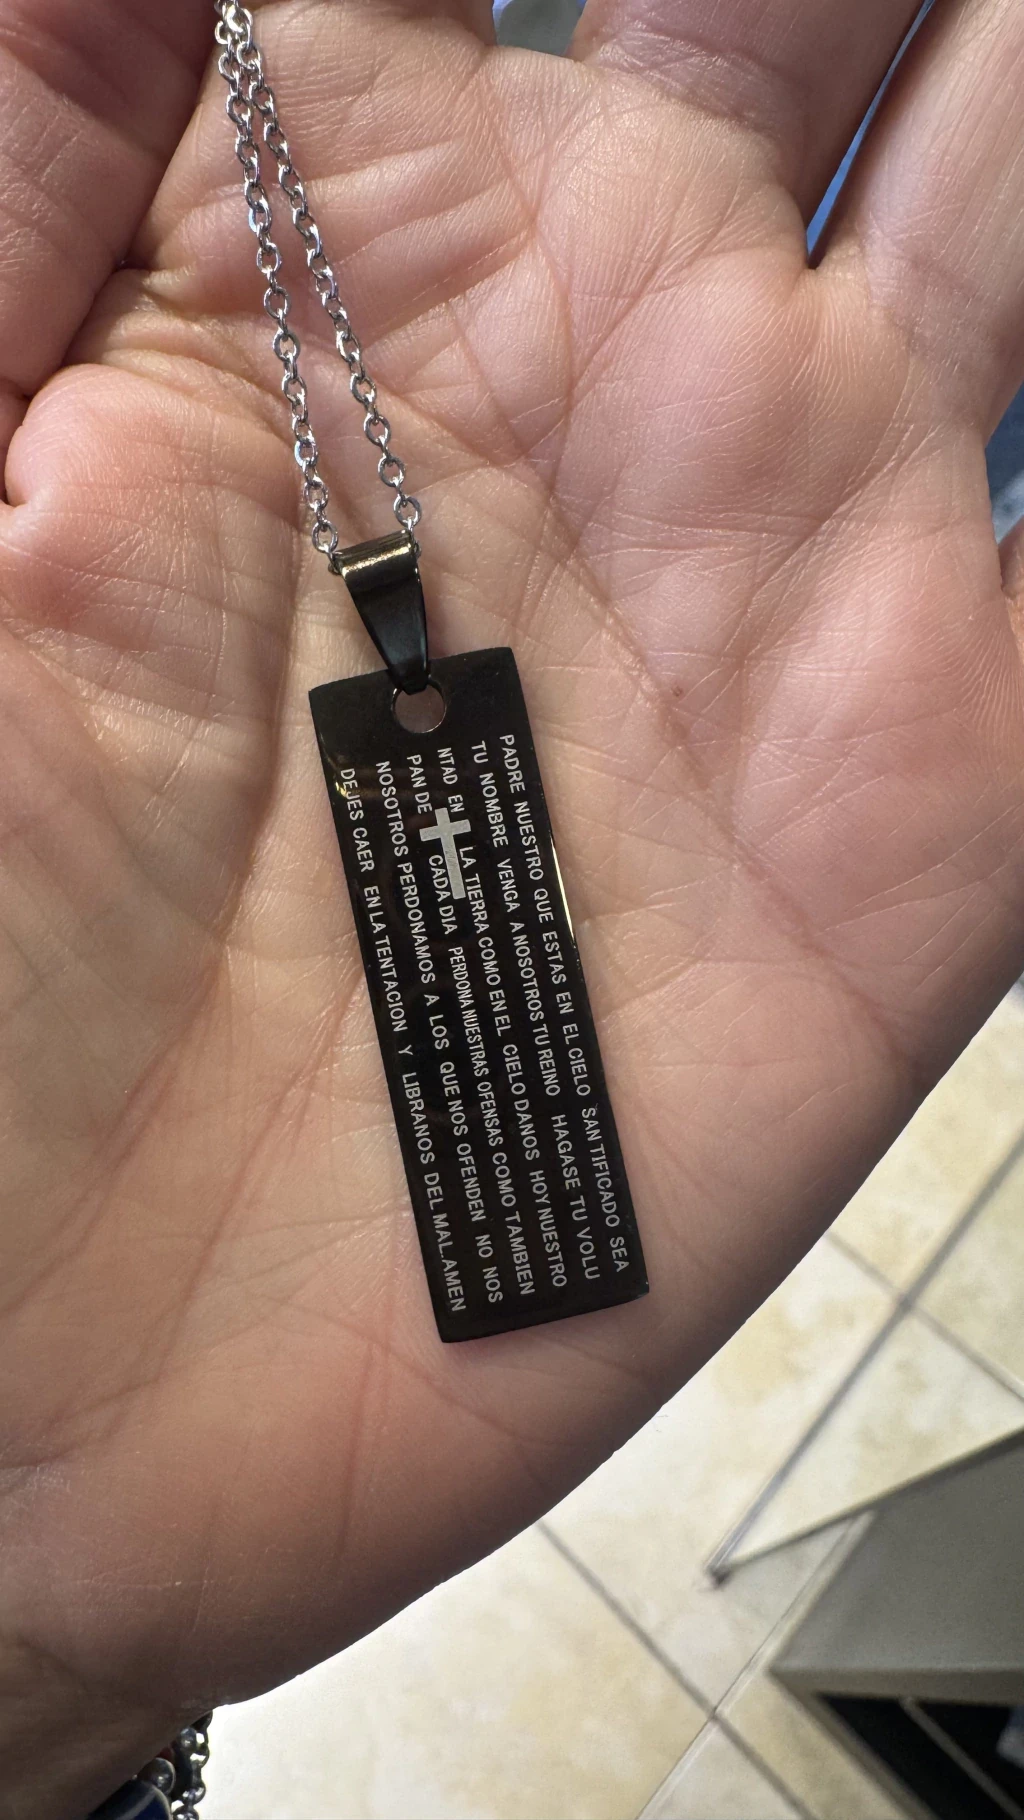 PADRE NUESTRO QUE ESTAS EN EL CIELO SANTIFICADO SEA
TU NOMBRE VENGA A NOSOTROS TU REINO HAGASE TU VOLU
NTAD EN LA TIERRA COMO EN EL CIELO DANOS HOY NUESTRO
PAN DE CADA DIA PERDONA NUESTRAS OFENSAS COMO TAMBIEN
NOSOTROS PERDONAMOS A LOS QUE NOS OFENDEN NO NOS
DEJES CAER EN LA TENTACION Y LIBRANOS DEL MAL.AMEN